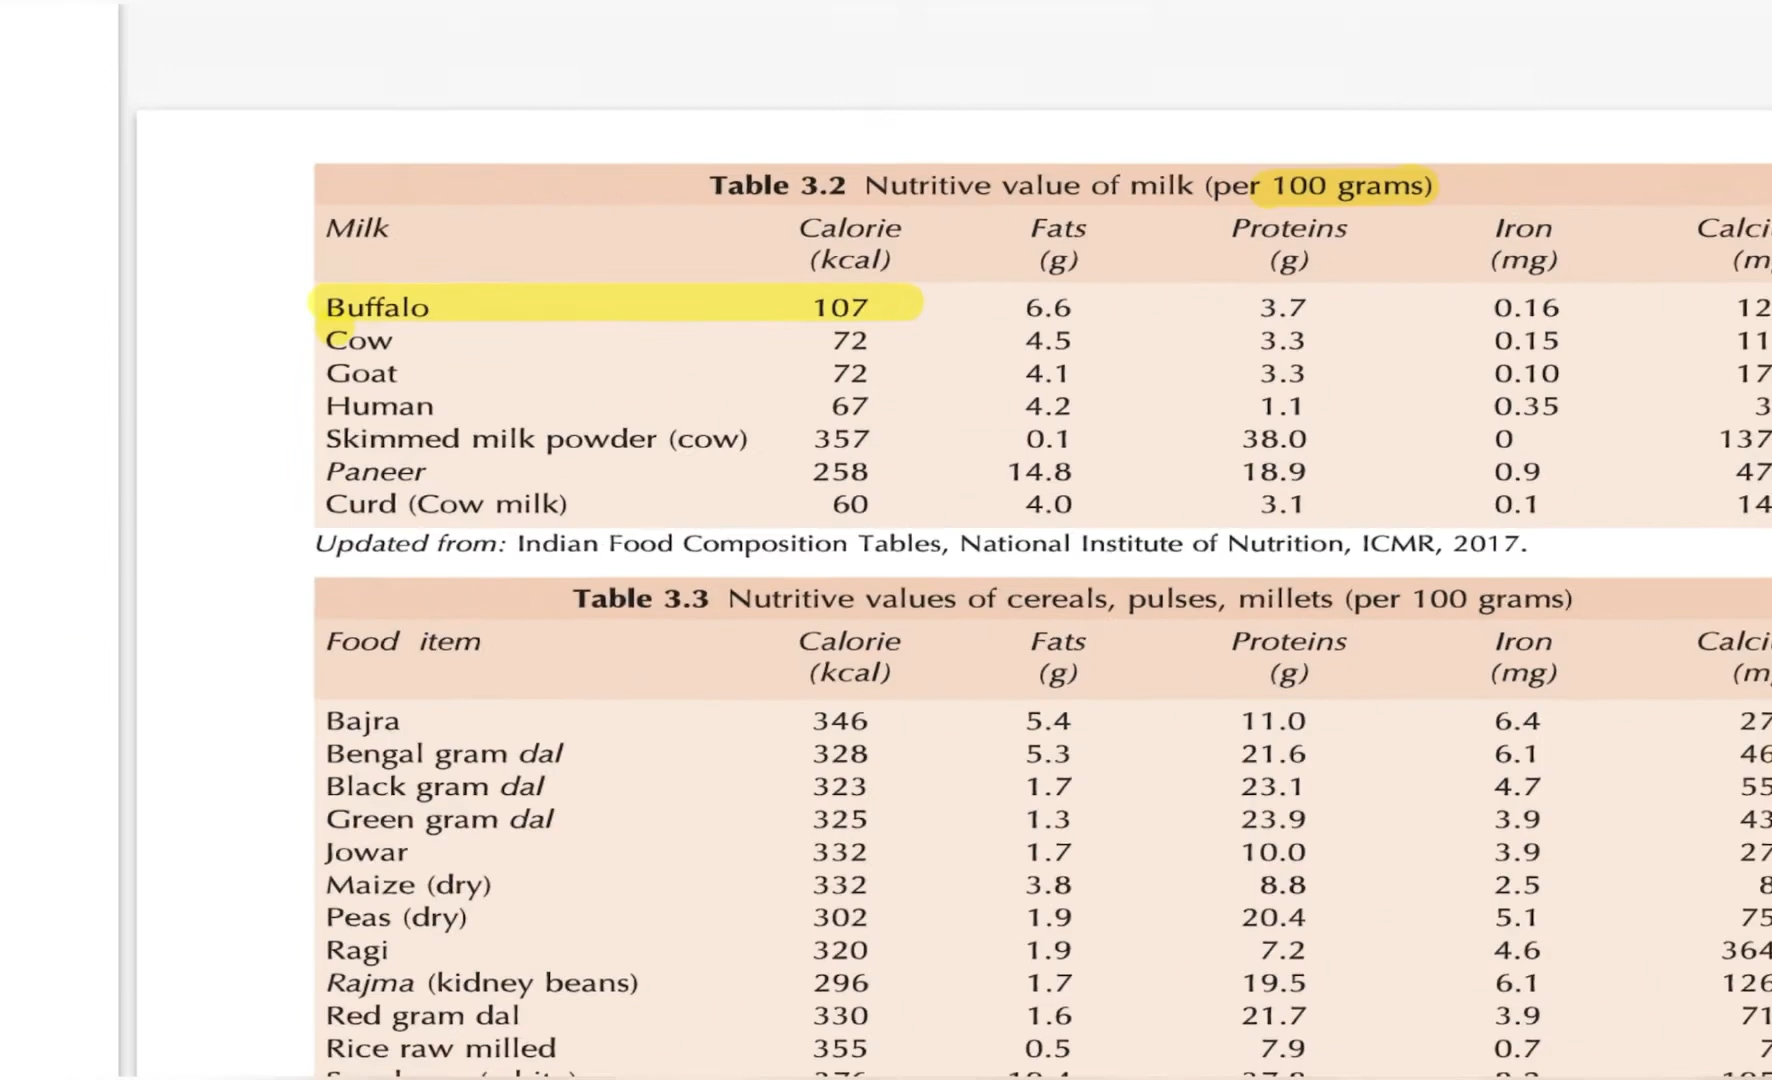 Table 3.2 Nutritive value of milk (per 100 grams)
Milk Calorie Fats Proteins Iron Calci
(kcal) (g) (g) (mg) (m
Buffalo 107 6.6 3.7 0.16 12
Cow 72 4.5 3.3 0.15 11
Goat 72 4.1 3.3 0.10 17
Human 67 4.2 1.1 0.35 3
Skimmed milk powder (cow) 357 0.1 38.0 0 137
Paneer 258 14.8 18.9 0.9 47
Curd (Cow milk) 60 4.0 3.1 0.1 14
Updated from: Indian Food Composition Tables, National Institute of Nutrition, ICMR, 2017.
Table 3.3 Nutritive values of cereals, pulses, millets (per 100 grams)
Food item Calorie Fats Proteins Iron Calci
(kcal) (g) (g) (mg) (m
Bajra 346 5.4 11.0 6.4 27
Bengal gram dal 328 5.3 21.6 6.1 46
Black gram dal 323 1.7 23.1 4.7 55
Green gram dal 325 1.3 23.9 3.9 43
Jowar 332 1.7 10.0 3.9 27
Maize (dry) 332 3.8 8.8 2.5 8
Peas (dry) 302 1.9 20.4 5.1 75
Ragi 320 1.9 7.2 4.6 364
Rajma (kidney beans) 296 1.7 19.5 6.1 126
Red gram dal 330 1.6 21.7 3.9 71
Rice raw milled 355 0.5 7.9 0.7 7